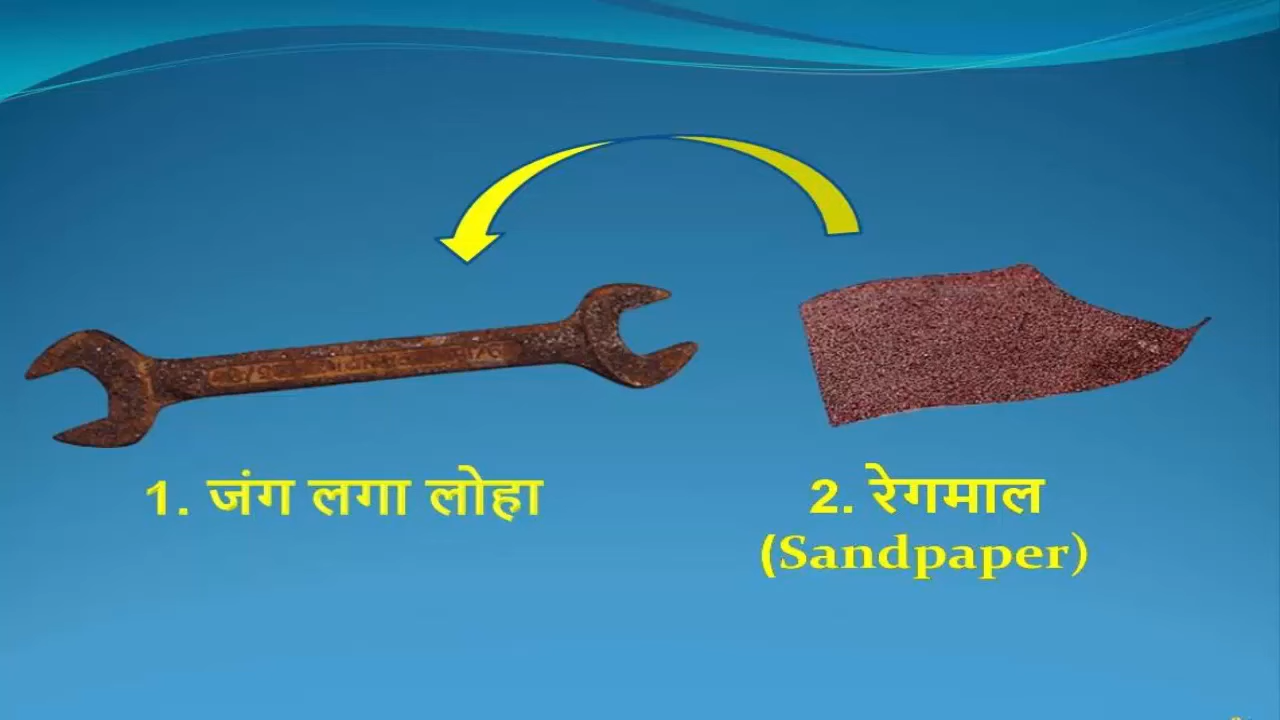 1. जंग लगा लोहा
2. रेगमाल
(Sandpaper)